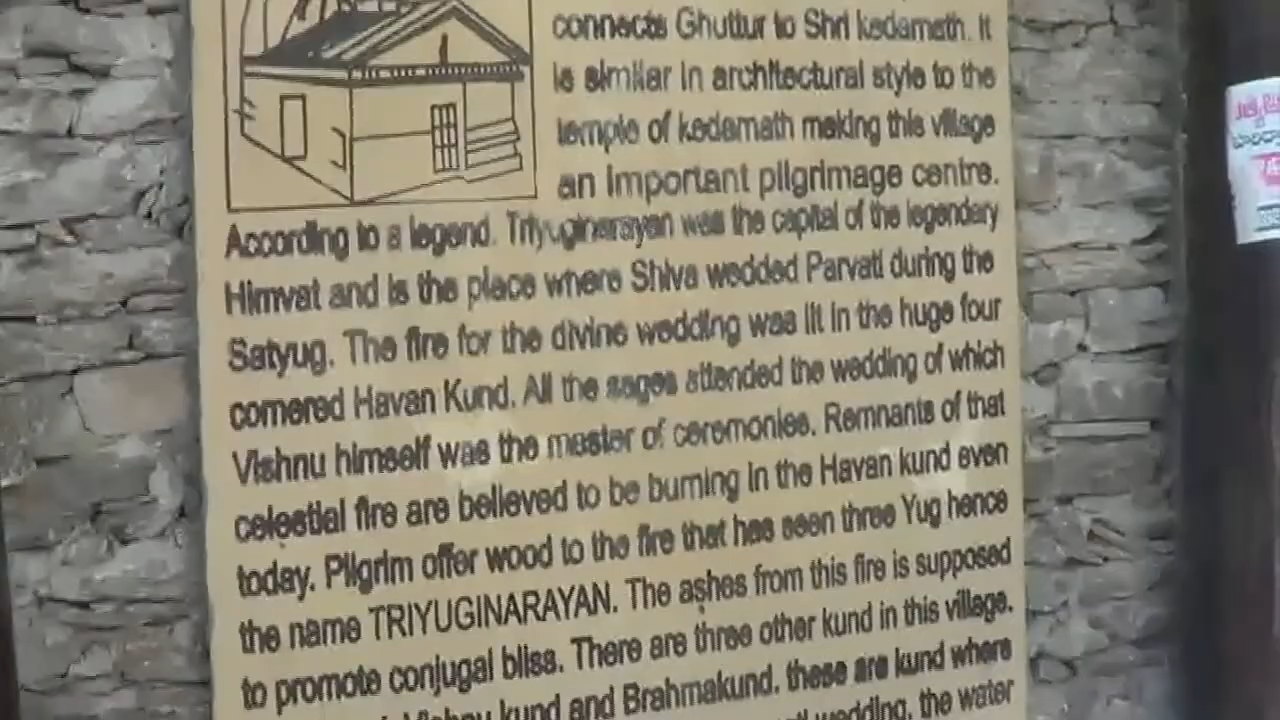 connects Ghuttur to Shri kedarnath. It
is similar in architectural style to the
temple of kedarnath making this village
an important pilgrimage centre.
According to a legend. Triyuginarayan was the capital of the legendary
Himvat and is the place where Shiva wedded Parvati during the
Satyug. The fire for the divine wedding was lit in the huge four
cornered Havan Kund. All the sages attended the wedding of which
Vishnu himself was the master of ceremonies. Remnants of that
celestial fire are believed to be burning in the Havan kund even
today. Pilgrim offer wood to the fire that has seen three Yug hence
the name TRIYUGINARAYAN. The ashes from this fire is supposed
to promote conjugal bliss. There are three other kund in this village.
Vishnu kund and Brahmakund. these are kund where
wedding, the water